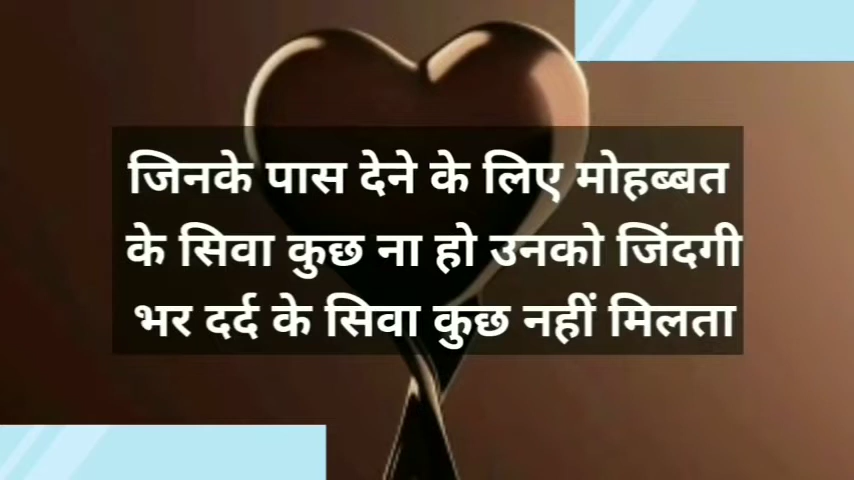 जिनके पास देने के लिए मोहब्बत
के सिवा कुछ ना हो उनको जिंदगी
भर दर्द के सिवा कुछ नहीं मिलता